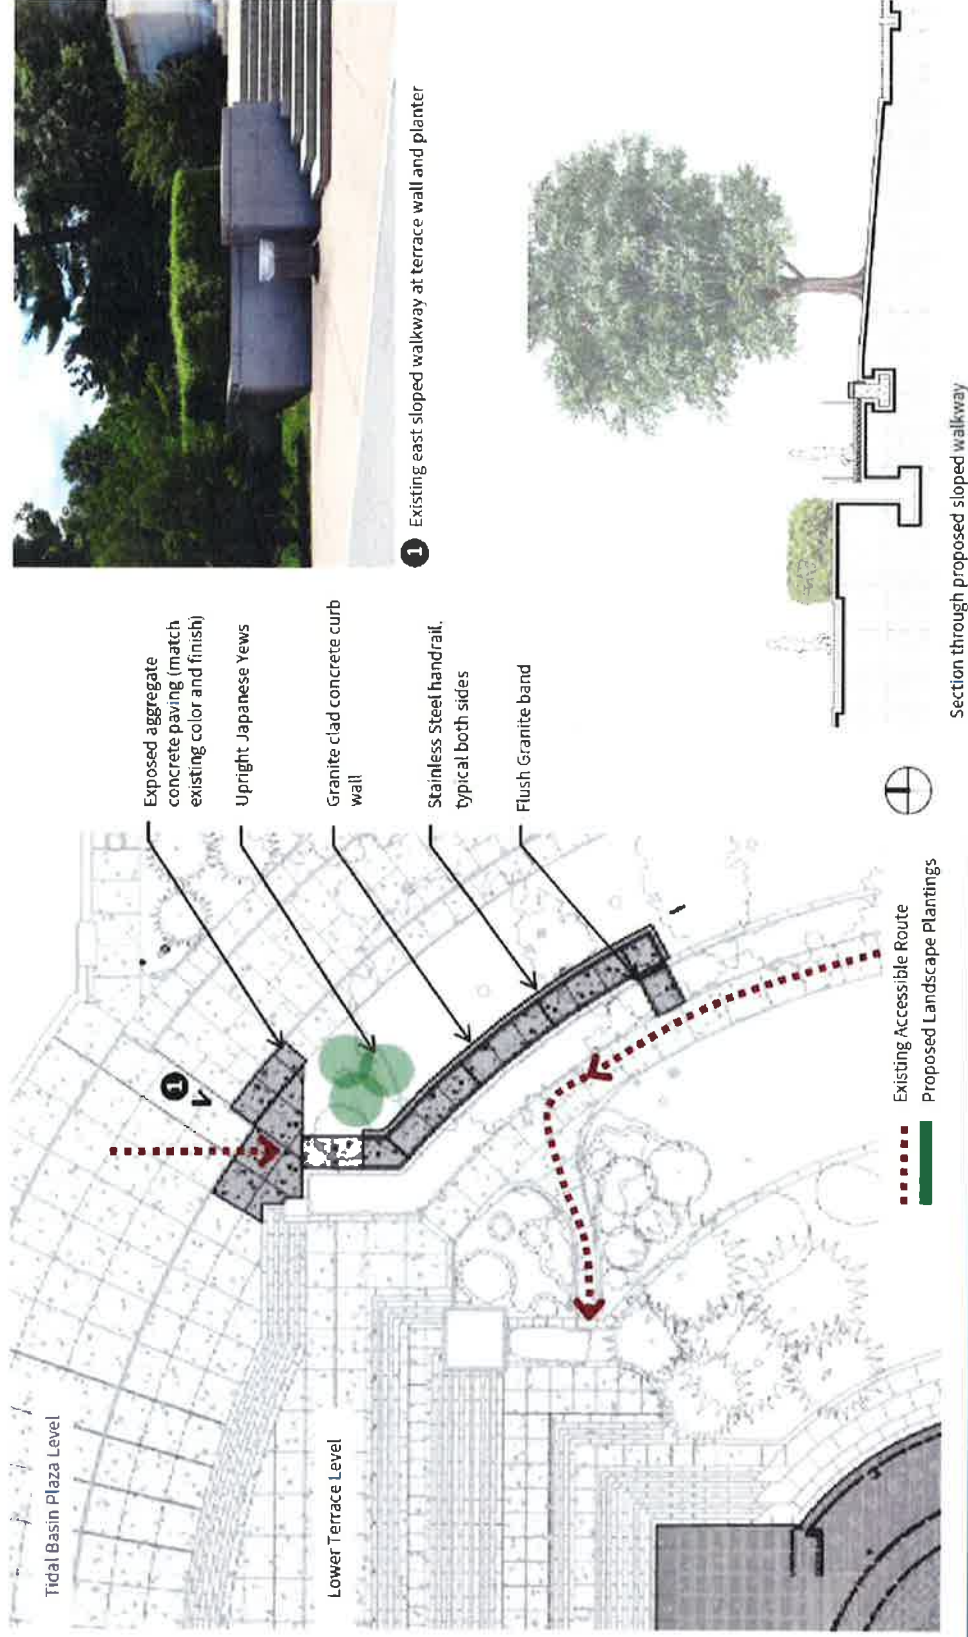 Tidal Basin Plaza Level
Lower Terrace Level
1
Exposed aggregate
concrete paving (match
existing color and finish)
Upright Japanese Yews
Granite clad concrete curb
wall
Stainless Steel handrail,
typical both sides
Flush Granite band
Existing Accessible Route
Proposed Landscape Plantings
1 Existing east sloped walkway at terrace wall and planter
Section through proposed sloped walkway